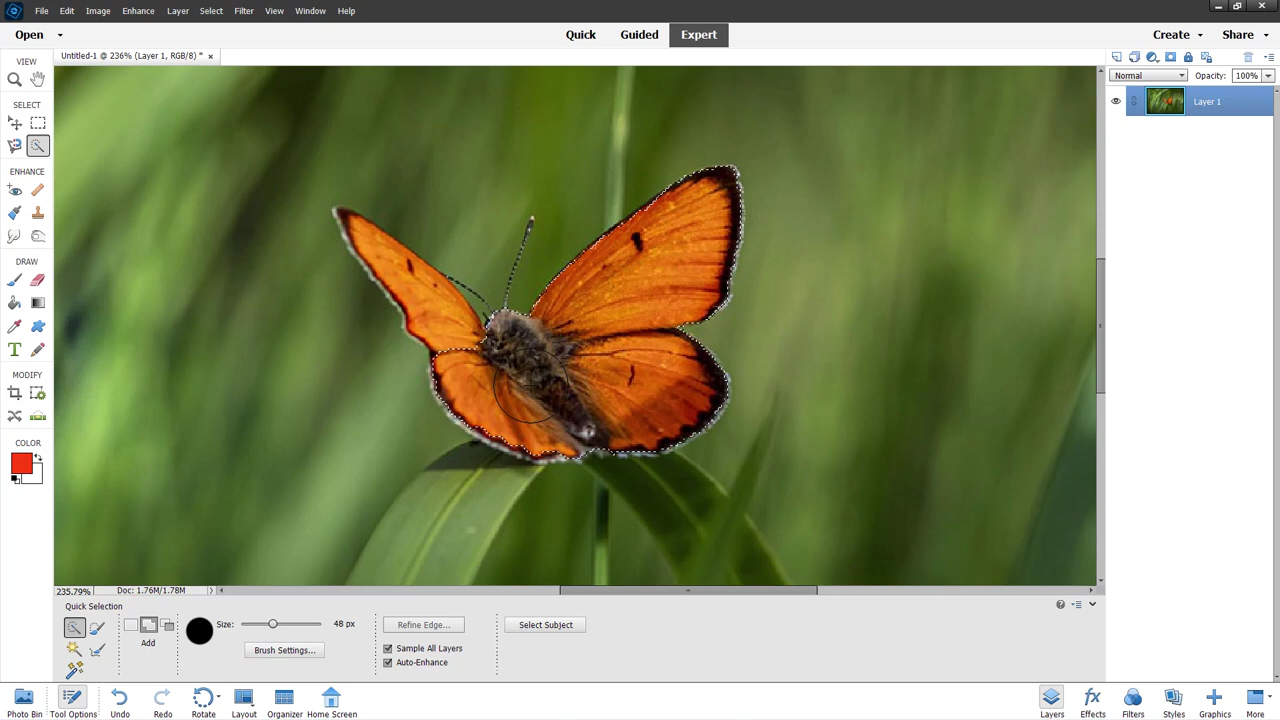 File Edit Image Enhance Layer Select Filter View Window Help
Open Quick Guided Expert Create Share
Untitled-1 @ 236% (Layer 1, RGB/8) * ×
VIEW
SELECT
ENHANCE
DRAW
T
MODIFY
COLOR
Normal Opacity: 100%
Layer 1
235.79% Doc: 1.76M/1.78M
Quick Selection
Add
Size: 48 px
Brush Settings...
Refine Edge...
Sample All Layers
Auto-Enhance
Select Subject
Photo Bin Tool Options Undo Redo Rotate Layout Organizer Home Screen Layers Effects Filters Styles Graphics More